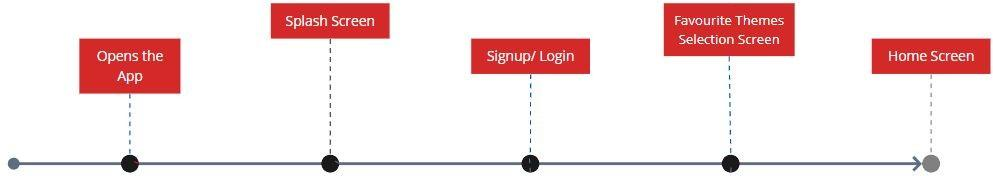 Opens the
App
Splash Screen
Signup/ Login
Favourite Themes
Selection Screen
Home Screen